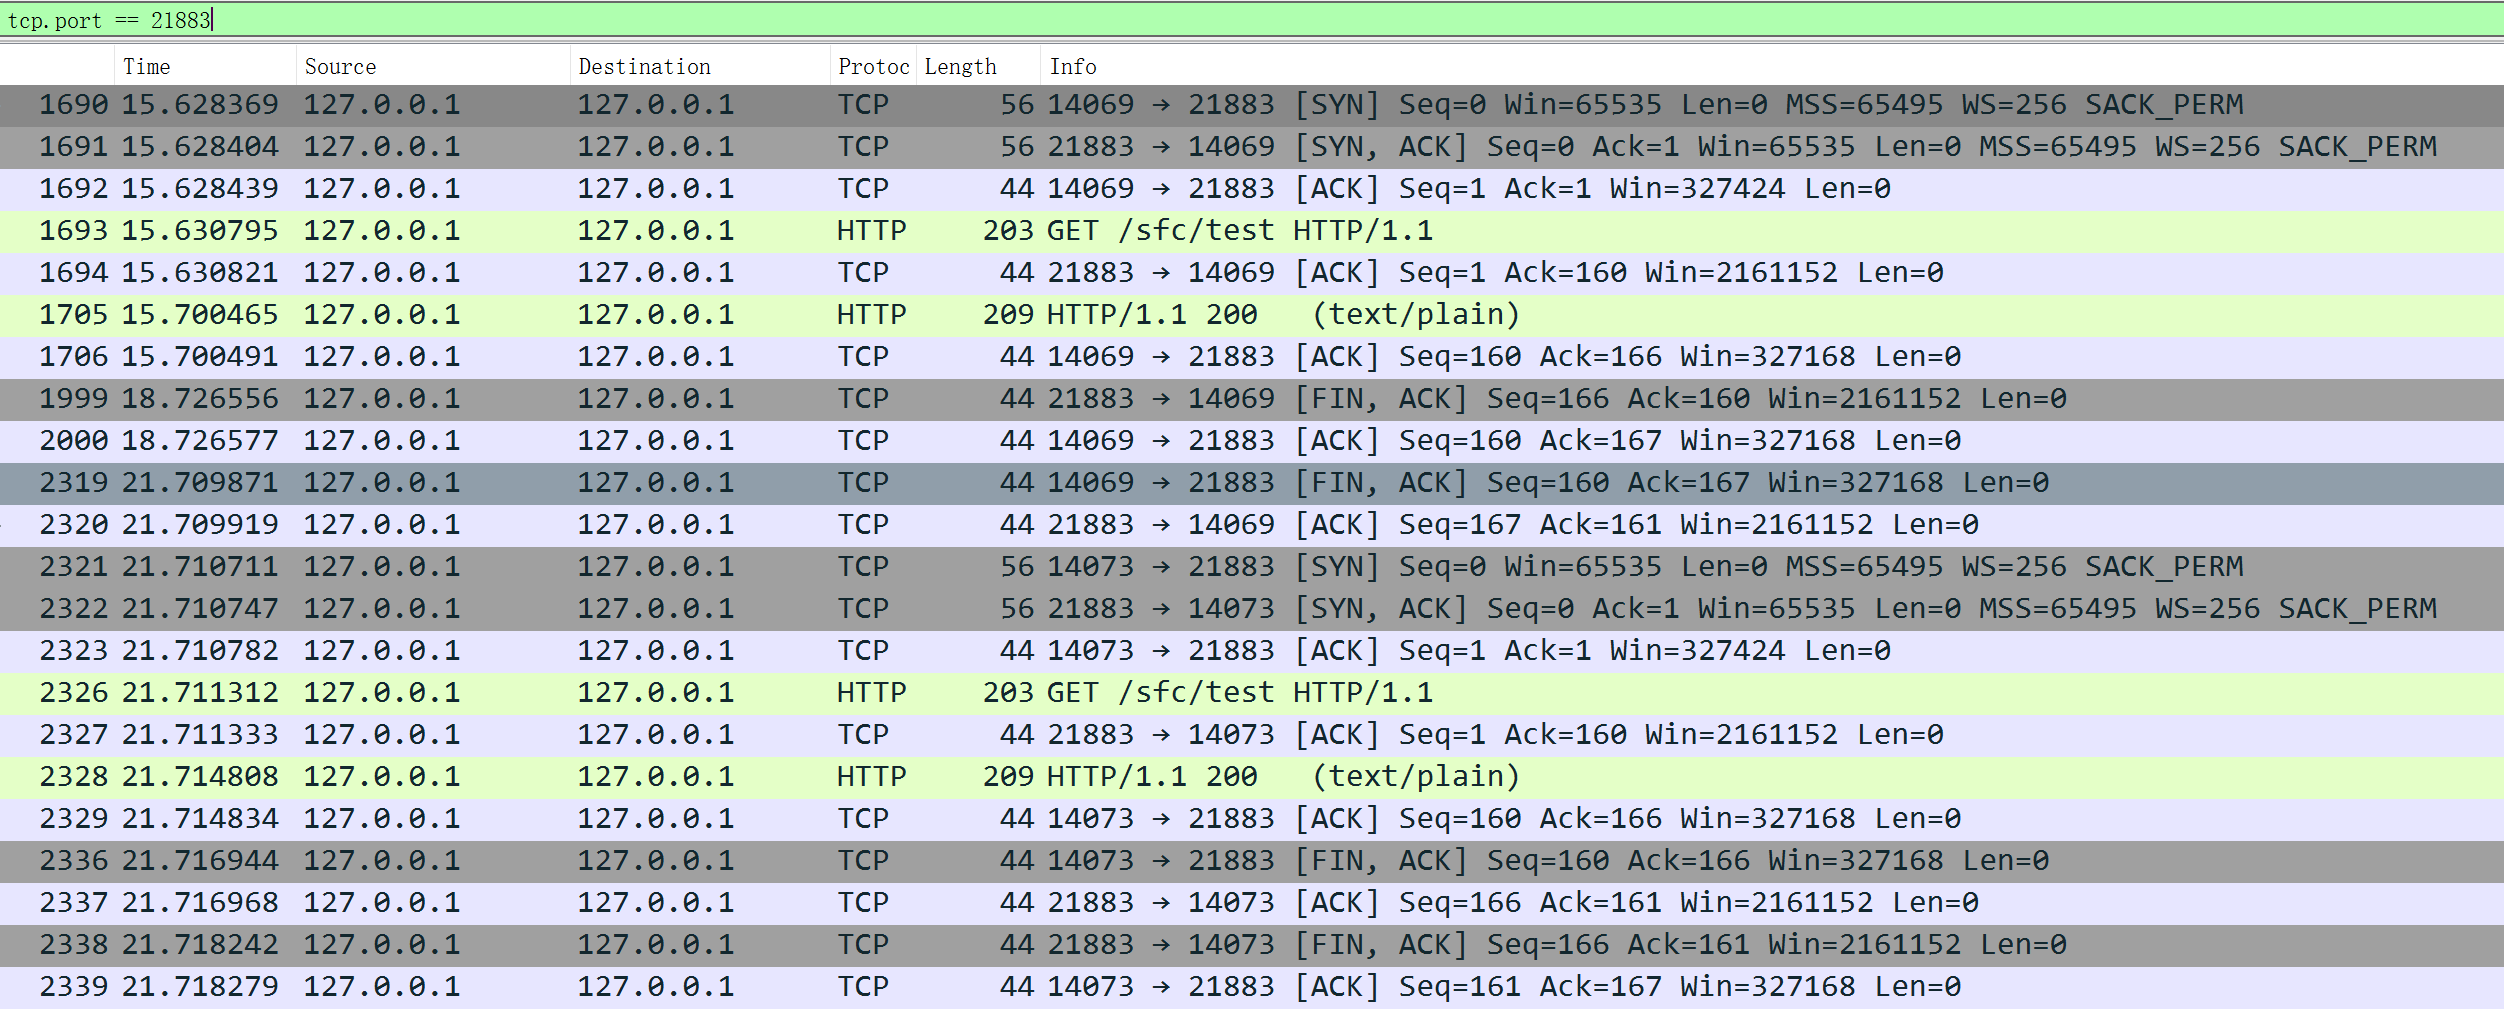 tcp.port == 21883
Time Source Destination Protoc Length Info
1690 15.628369 127.0.0.1 127.0.0.1 TCP 56 14069 → 21883 [SYN] Seq=0 Win=65535 Len=0 MSS=65495 WS=256 SACK_PERM
1691 15.628404 127.0.0.1 127.0.0.1 TCP 56 21883 → 14069 [SYN, ACK] Seq=0 Ack=1 Win=65535 Len=0 MSS=65495 WS=256 SACK_PERM
1692 15.628439 127.0.0.1 127.0.0.1 TCP 44 14069 → 21883 [ACK] Seq=1 Ack=1 Win=327424 Len=0
1693 15.630795 127.0.0.1 127.0.0.1 HTTP 203 GET /sfc/test HTTP/1.1
1694 15.630821 127.0.0.1 127.0.0.1 TCP 44 21883 → 14069 [ACK] Seq=1 Ack=160 Win=2161152 Len=0
1705 15.700465 127.0.0.1 127.0.0.1 HTTP 209 HTTP/1.1 200 (text/plain)
1706 15.700491 127.0.0.1 127.0.0.1 TCP 44 14069 → 21883 [ACK] Seq=160 Ack=166 Win=327168 Len=0
1999 18.726556 127.0.0.1 127.0.0.1 TCP 44 21883 → 14069 [FIN, ACK] Seq=166 Ack=160 Win=2161152 Len=0
2000 18.726577 127.0.0.1 127.0.0.1 TCP 44 14069 → 21883 [ACK] Seq=160 Ack=167 Win=327168 Len=0
2319 21.709871 127.0.0.1 127.0.0.1 TCP 44 14069 → 21883 [FIN, ACK] Seq=160 Ack=167 Win=327168 Len=0
2320 21.709919 127.0.0.1 127.0.0.1 TCP 44 21883 → 14069 [ACK] Seq=167 Ack=161 Win=2161152 Len=0
2321 21.710711 127.0.0.1 127.0.0.1 TCP 56 14073 → 21883 [SYN] Seq=0 Win=65535 Len=0 MSS=65495 WS=256 SACK_PERM
2322 21.710747 127.0.0.1 127.0.0.1 TCP 56 21883 → 14073 [SYN, ACK] Seq=0 Ack=1 Win=65535 Len=0 MSS=65495 WS=256 SACK_PERM
2323 21.710782 127.0.0.1 127.0.0.1 TCP 44 14073 → 21883 [ACK] Seq=1 Ack=1 Win=327424 Len=0
2326 21.711312 127.0.0.1 127.0.0.1 HTTP 203 GET /sfc/test HTTP/1.1
2327 21.711333 127.0.0.1 127.0.0.1 TCP 44 21883 → 14073 [ACK] Seq=1 Ack=160 Win=2161152 Len=0
2328 21.714808 127.0.0.1 127.0.0.1 HTTP 209 HTTP/1.1 200 (text/plain)
2329 21.714834 127.0.0.1 127.0.0.1 TCP 44 14073 → 21883 [ACK] Seq=160 Ack=166 Win=327168 Len=0
2336 21.716944 127.0.0.1 127.0.0.1 TCP 44 14073 → 21883 [FIN, ACK] Seq=160 Ack=166 Win=327168 Len=0
2337 21.716968 127.0.0.1 127.0.0.1 TCP 44 21883 → 14073 [ACK] Seq=166 Ack=161 Win=2161152 Len=0
2338 21.718242 127.0.0.1 127.0.0.1 TCP 44 21883 → 14073 [FIN, ACK] Seq=166 Ack=161 Win=2161152 Len=0
2339 21.718279 127.0.0.1 127.0.0.1 TCP 44 14073 → 21883 [ACK] Seq=161 Ack=167 Win=327168 Len=0